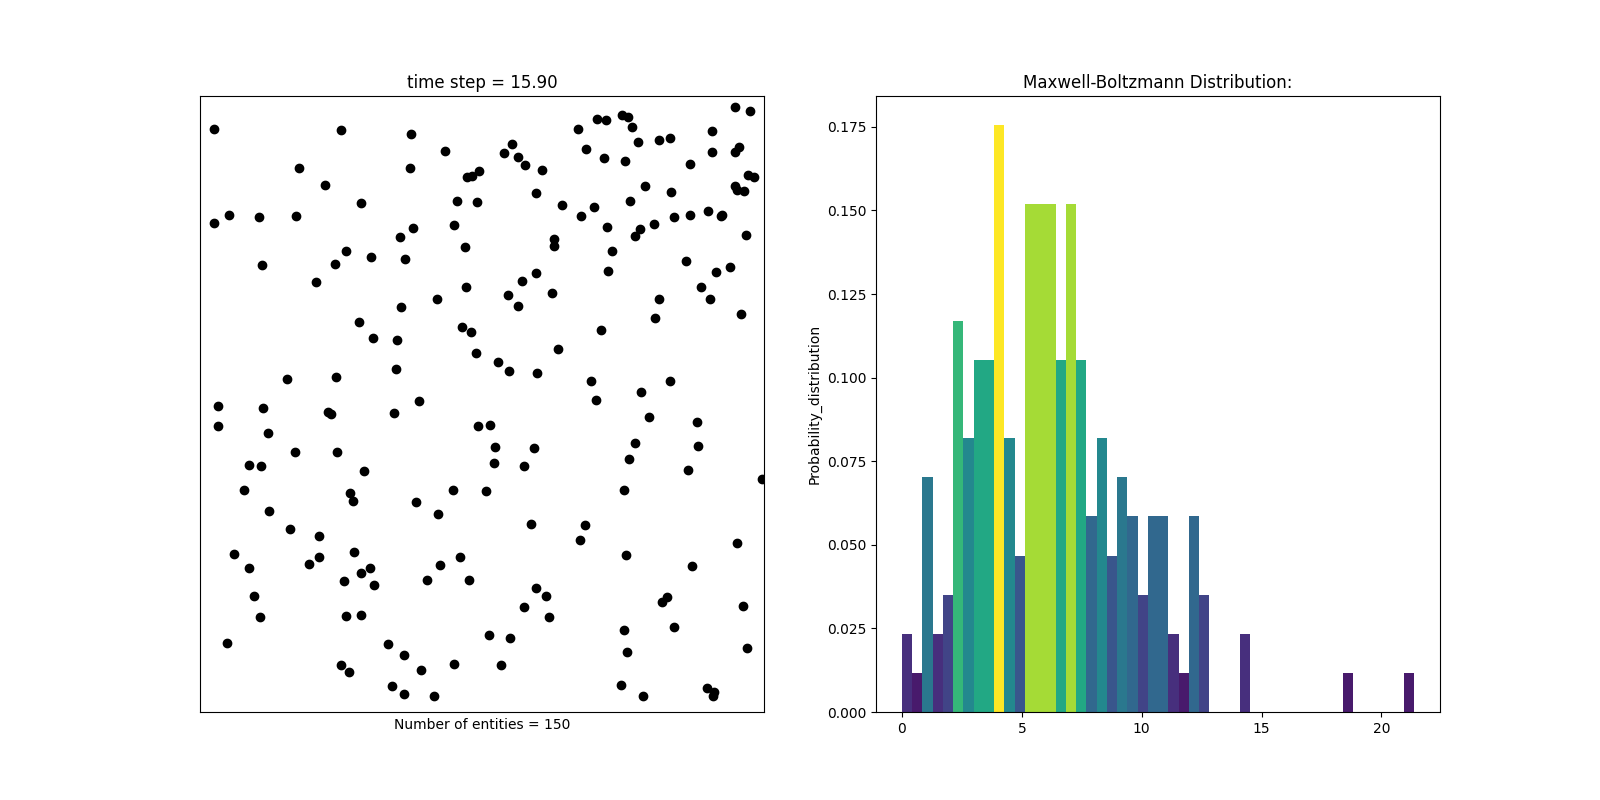 time step = 15.90
Number of entities = 150
Maxwell-Boltzmann Distribution:
Probability_distribution
0.175
0.150
0.125
0.100
0.075
0.050
0.025
0.000
0 5 10 15 20